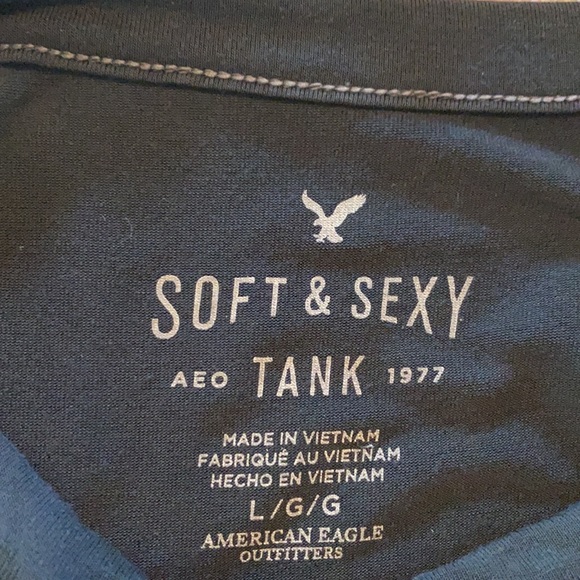 SOFT & SEXY
AEO TANK 1977
MADE IN VIETNAM
FABRIQUÉ AU VIETNAM
HECHO EN VIETNAM
L/G/G
AMERICAN EAGLE
OUTFITTERS